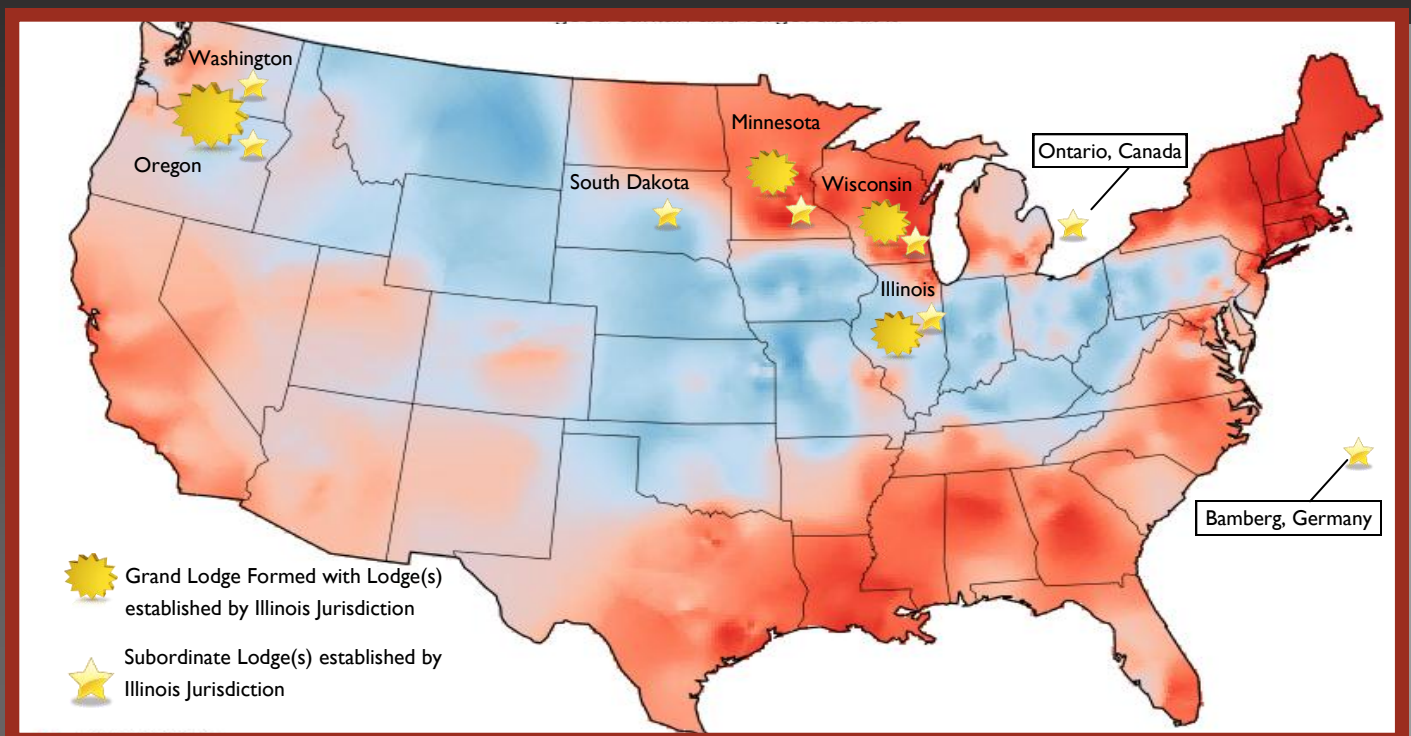 Washington
Minnesota
Ontario, Canada
Oregon
South Dakota
Wisconsin
Illinois
Bamberg, Germany
Grand Lodge Formed with Lodge(s)
established by Illinois Jurisdiction
Subordinate Lodge(s) established by
Illinois Jurisdiction